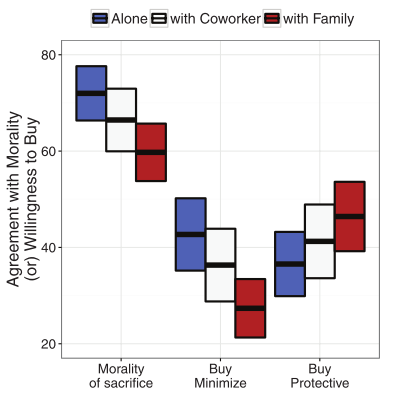 Alone with Coworker with Family
Agreement with Morality
(or) Willlingness to Buy
80
60
40
20
Morality
of sacrifice
Buy
Minimize
Buy
Protective